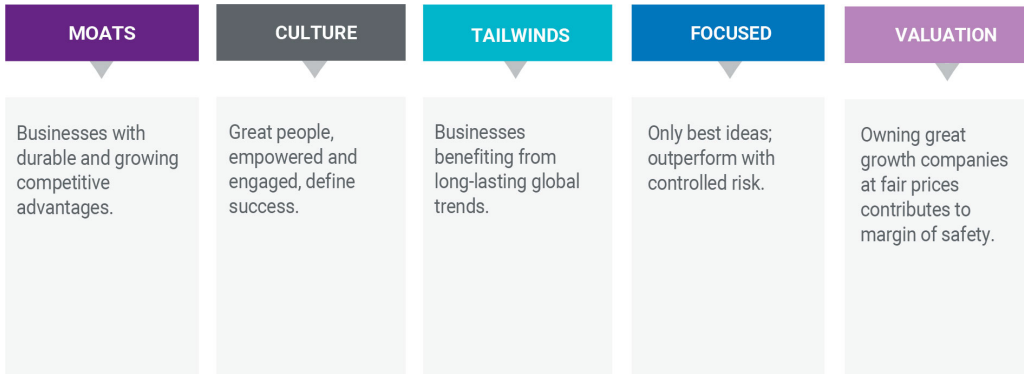 MOATS
Businesses with
durable and growing
competitive
advantages.
CULTURE
Great people,
empowered and
engaged, define
success.
TAILWINDS
Businesses
benefiting from
long-lasting global
trends.
FOCUSED
Only best ideas;
outperform with
controlled risk.
VALUATION
Owning great
growth companies
at fair prices
contributes to
margin of safety.